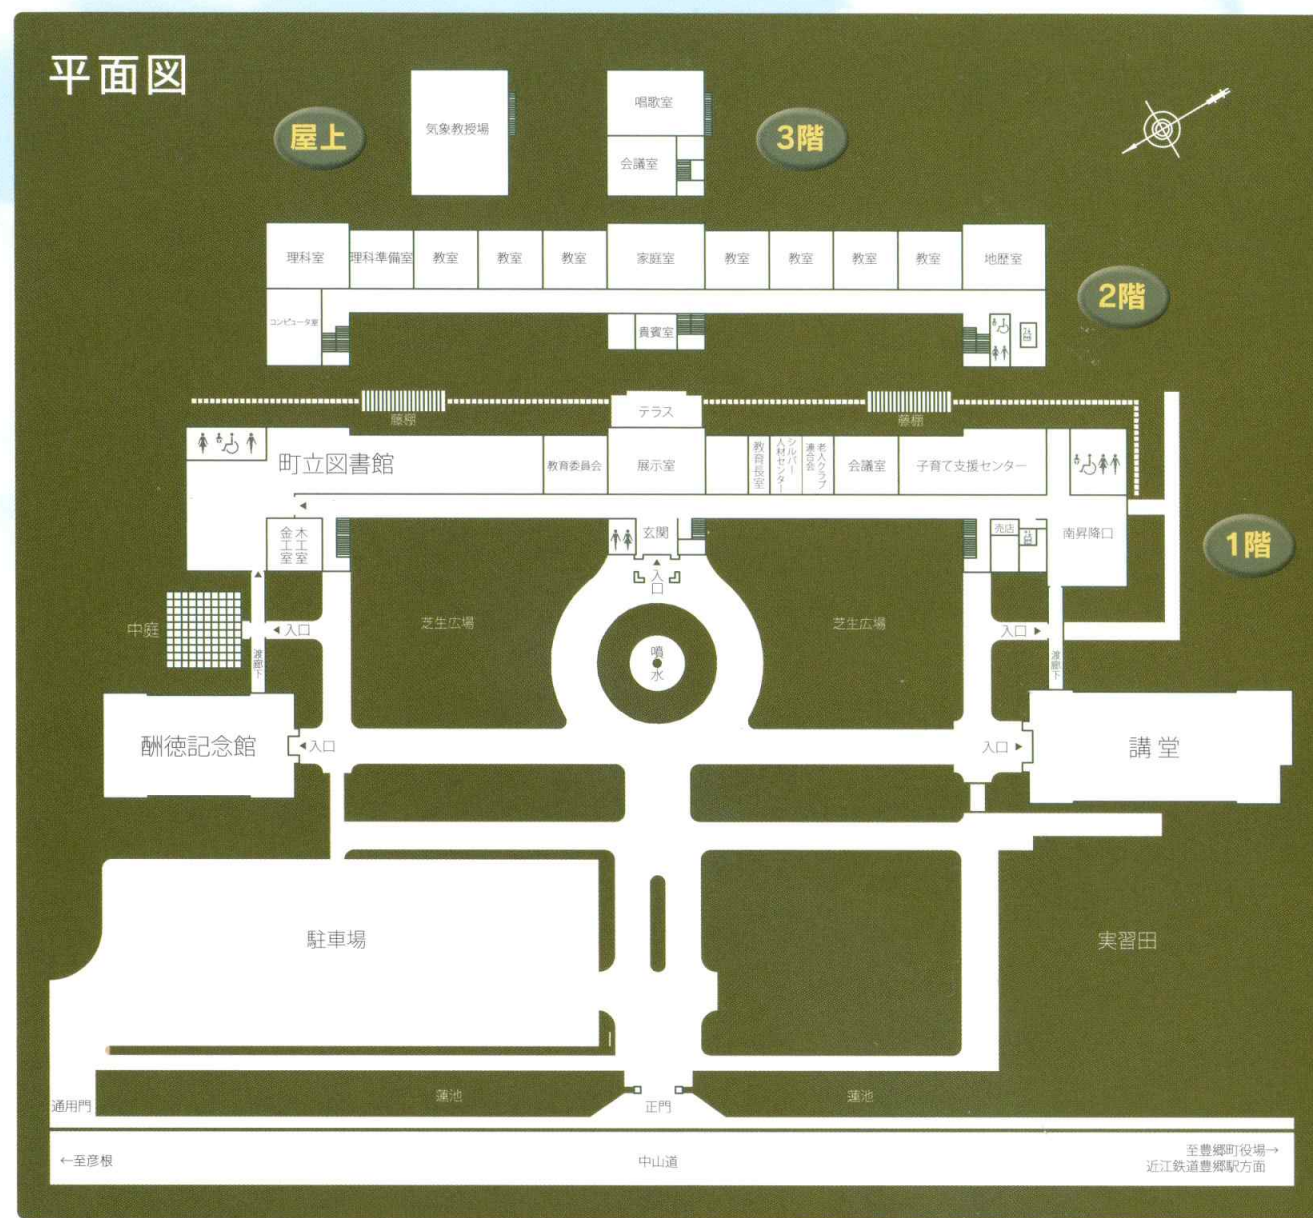 平面図
屋上
気象教授場
唱歌室
会議室
3階
理科室
理科準備室
教室
教室
教室
家庭室
教室
教室
教室
教室
地歴室
2階
コンピュータ室
貴賓室
藤棚
テラス
藤棚
町立図書館
教育委員会
展示室
教育長室
シルバー
人材センター
老人クラブ
連合会
会議室
子育て支援センター
金工室
木工室
玄関
売店
南昇降口
1階
入口
中庭
入口
芝生広場
芝生広場
入口
渡廊下
噴水
渡廊下
酬徳記念館
入口
入口
講堂
駐車場
実習田
通用門
蓮池
正門
蓮池
←至彦根
中山道
至豊郷町役場→
近江鉄道豊郷駅方面